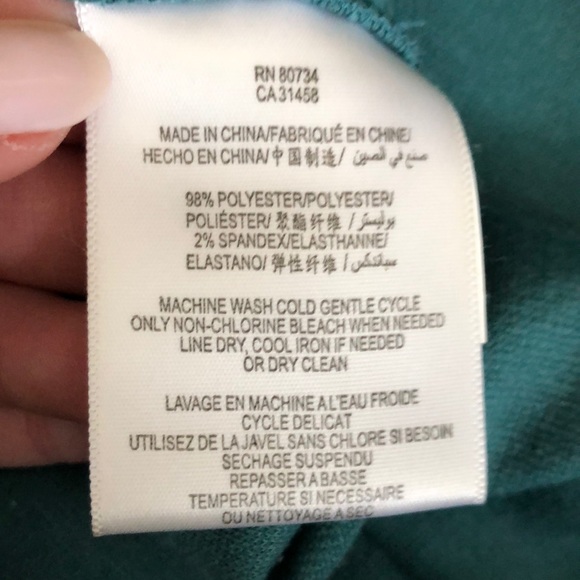 RN 80734
CA 31458
MADE IN CHINA/FABRIQUÉ EN CHINE/
HECHO EN CHINA/中国制造/ صنع في الصين
98% POLYESTER/POLYESTER/
POLIÉSTER/ 聚酯纤维 / بوليستر
2% SPANDEX/ELASTHANNE/
ELASTANO/ 弹性纤维 / سباندكس
MACHINE WASH COLD GENTLE CYCLE
ONLY NON-CHLORINE BLEACH WHEN NEEDED
LINE DRY, COOL IRON IF NEEDED
OR DRY CLEAN
LAVAGE EN MACHINE A L'EAU FROIDE
CYCLE DELICAT
UTILISEZ DE LA JAVEL SANS CHLORE SI BESOIN
SECHAGE SUSPENDU
REPASSER A BASSE
TEMPERATURE SI NECESSAIRE
OU NETTOYAGE A SEC